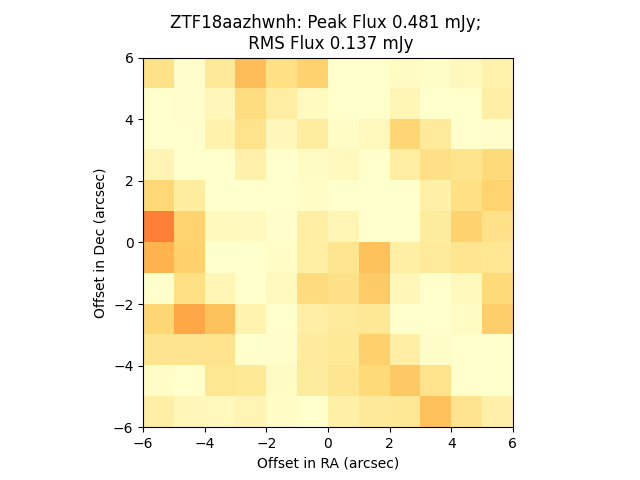 ZTF18aazhwnh: Peak Flux 0.481 mJy;
RMS Flux 0.137 mJy
6
4
2
0
−2
−4
−6
Offset in Dec (arcsec)
−6 −4 −2 0 2 4 6
Offset in RA (arcsec)